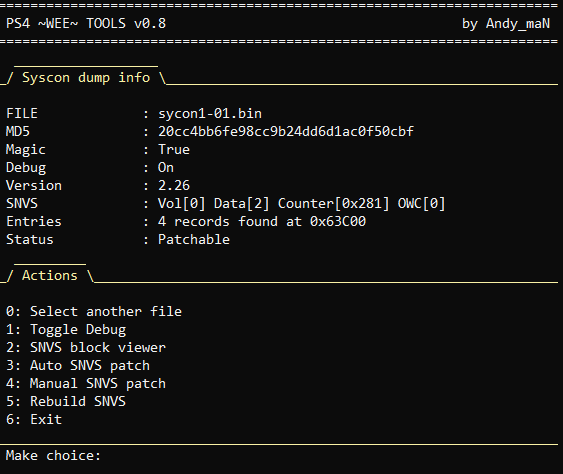 PS4 ~WEE~ TOOLS v0.8 by Andy_maN
Syscon dump info
FILE : sycon1-01.bin
MD5 : 20cc4bb6fe98cc9b24dd6d1ac0f50cbf
Magic : True
Debug : On
Version : 2.26
SNVS : Vol[0] Data[2] Counter[0x281] OWC[0]
Entries : 4 records found at 0x63C00
Status : Patchable
Actions
0: Select another file
1: Toggle Debug
2: SNVS block viewer
3: Auto SNVS patch
4: Manual SNVS patch
5: Rebuild SNVS
6: Exit
Make choice: